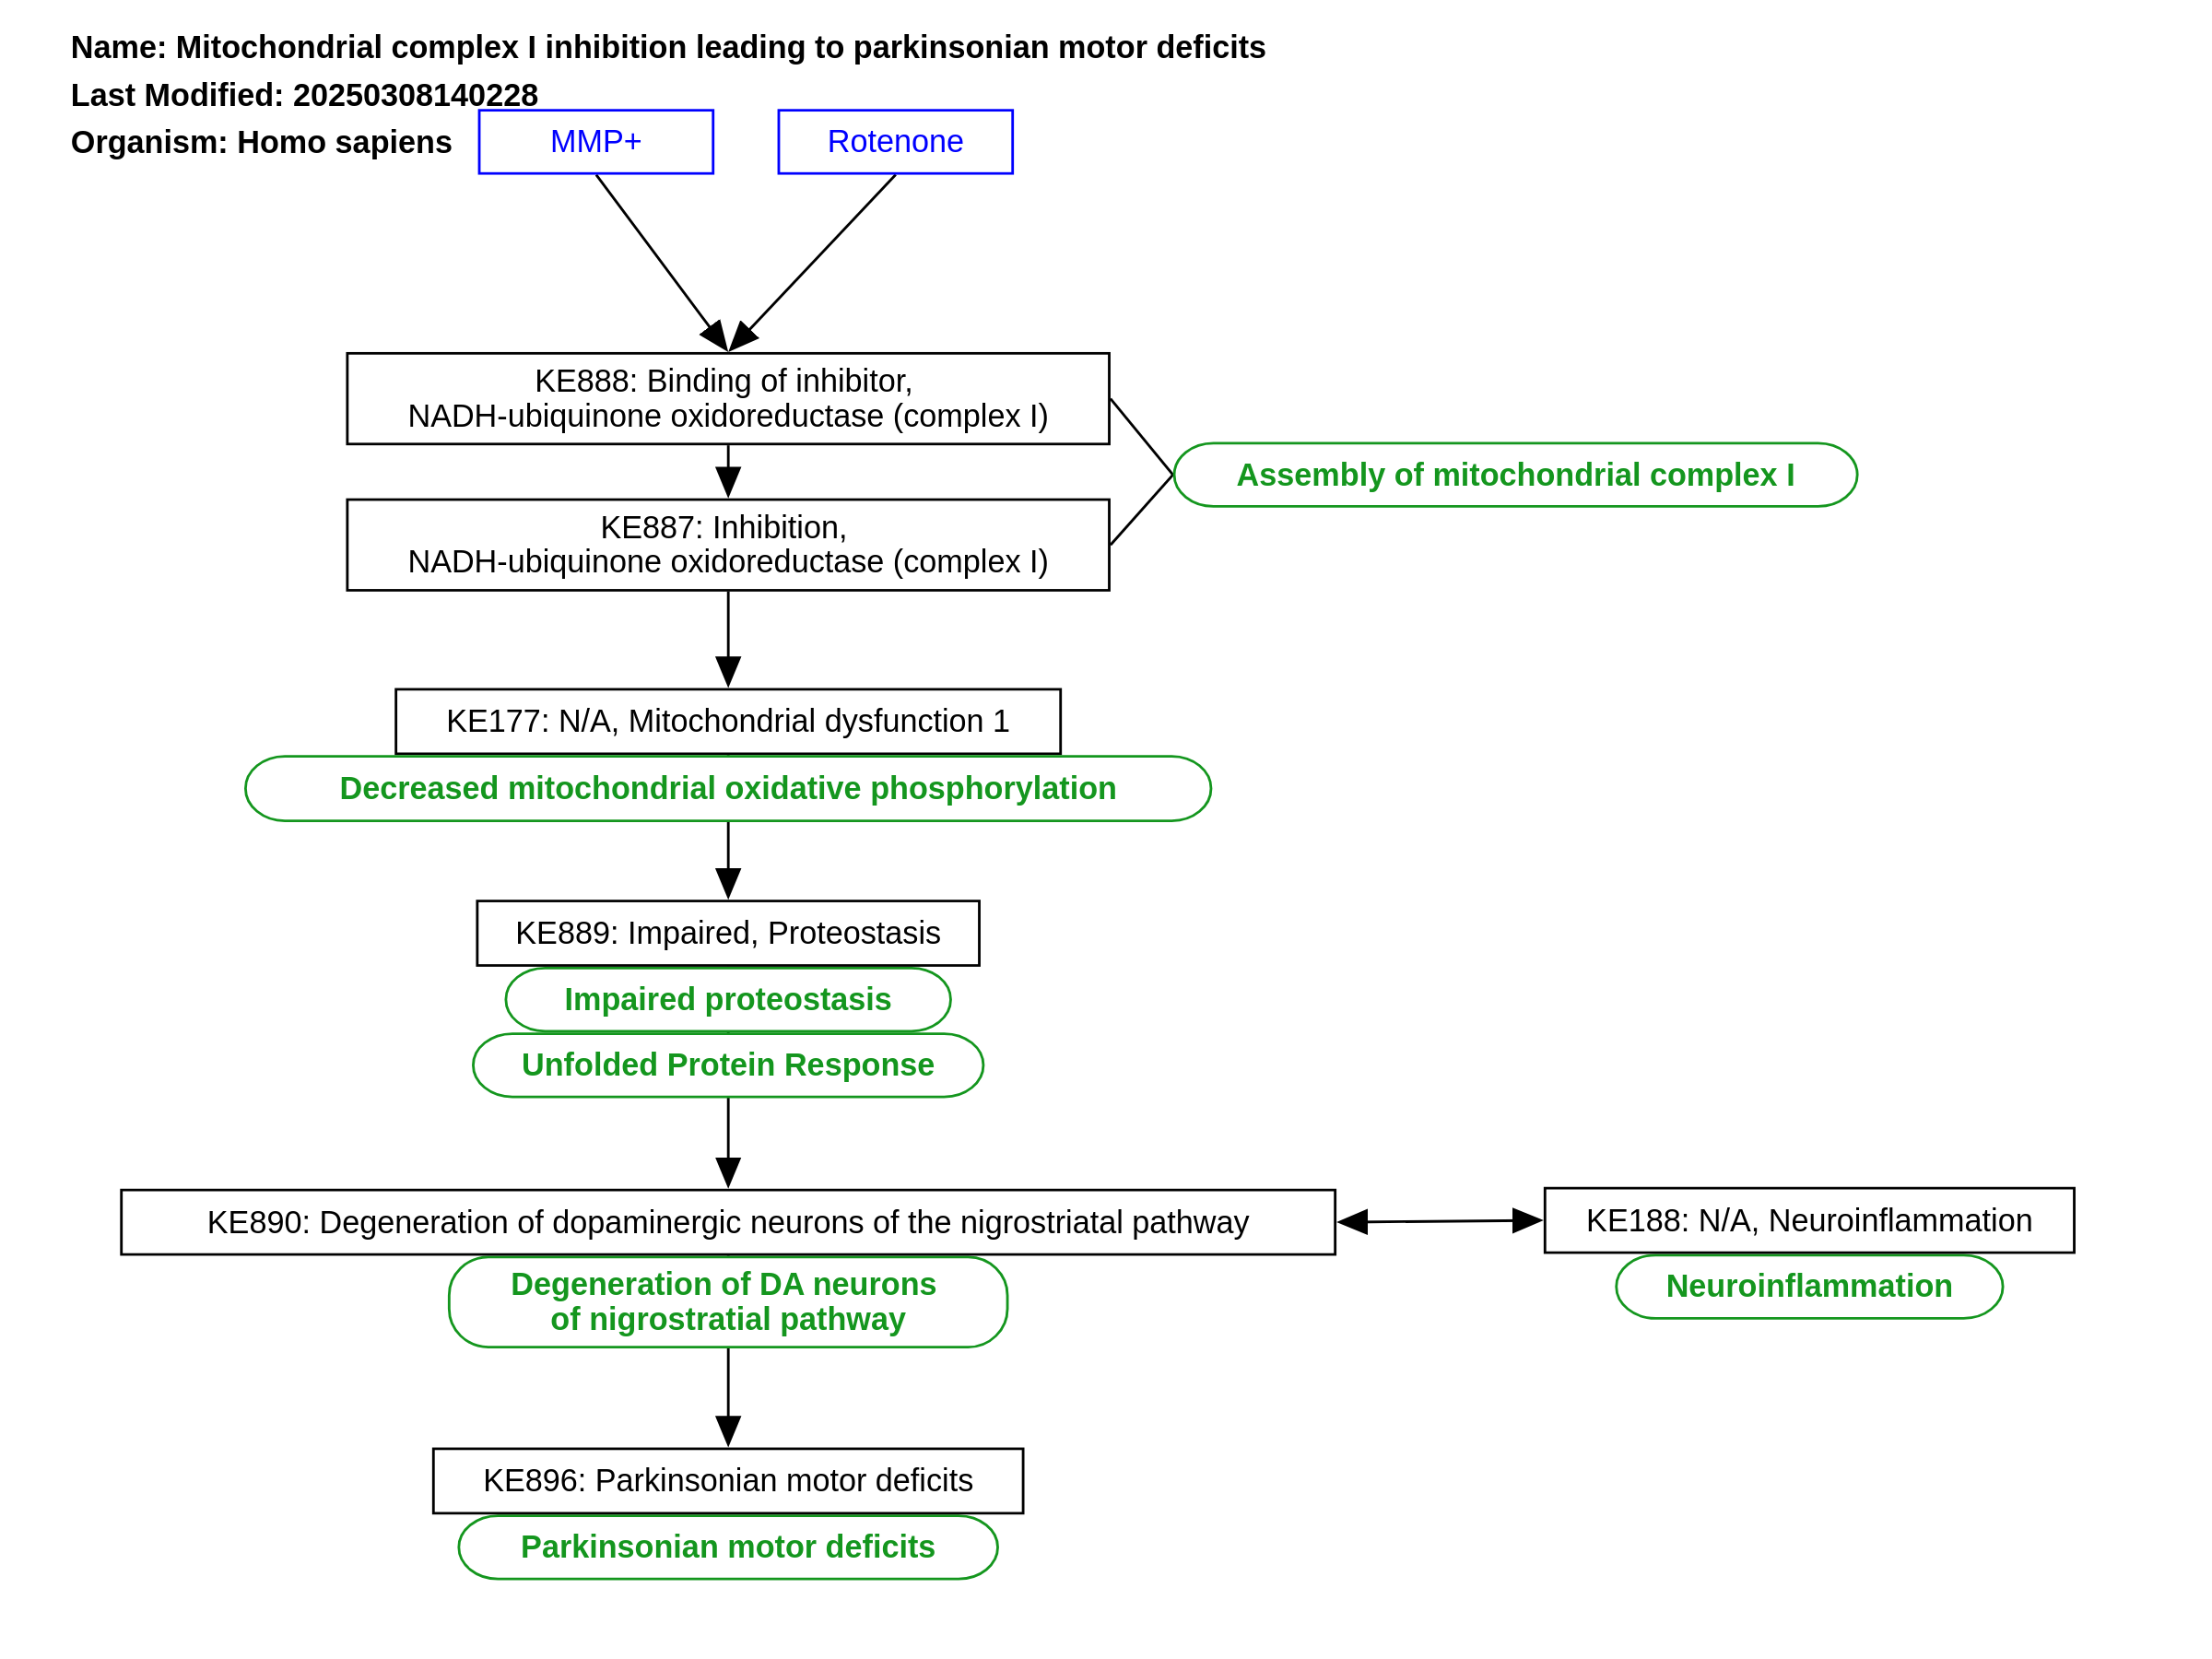 Name: Mitochondrial complex I inhibition leading to parkinsonian motor deficits
Last Modified: 20250308140228
Organism: Homo sapiens
MMP+
Rotenone
KE888: Binding of inhibitor,
NADH-ubiquinone oxidoreductase (complex I)
Assembly of mitochondrial complex I
KE887: Inhibition,
NADH-ubiquinone oxidoreductase (complex I)
KE177: N/A, Mitochondrial dysfunction 1
Decreased mitochondrial oxidative phosphorylation
KE889: Impaired, Proteostasis
Impaired proteostasis
Unfolded Protein Response
KE890: Degeneration of dopaminergic neurons of the nigrostriatal pathway
KE188: N/A, Neuroinflammation
Degeneration of DA neurons
of nigrostratial pathway
Neuroinflammation
KE896: Parkinsonian motor deficits
Parkinsonian motor deficits